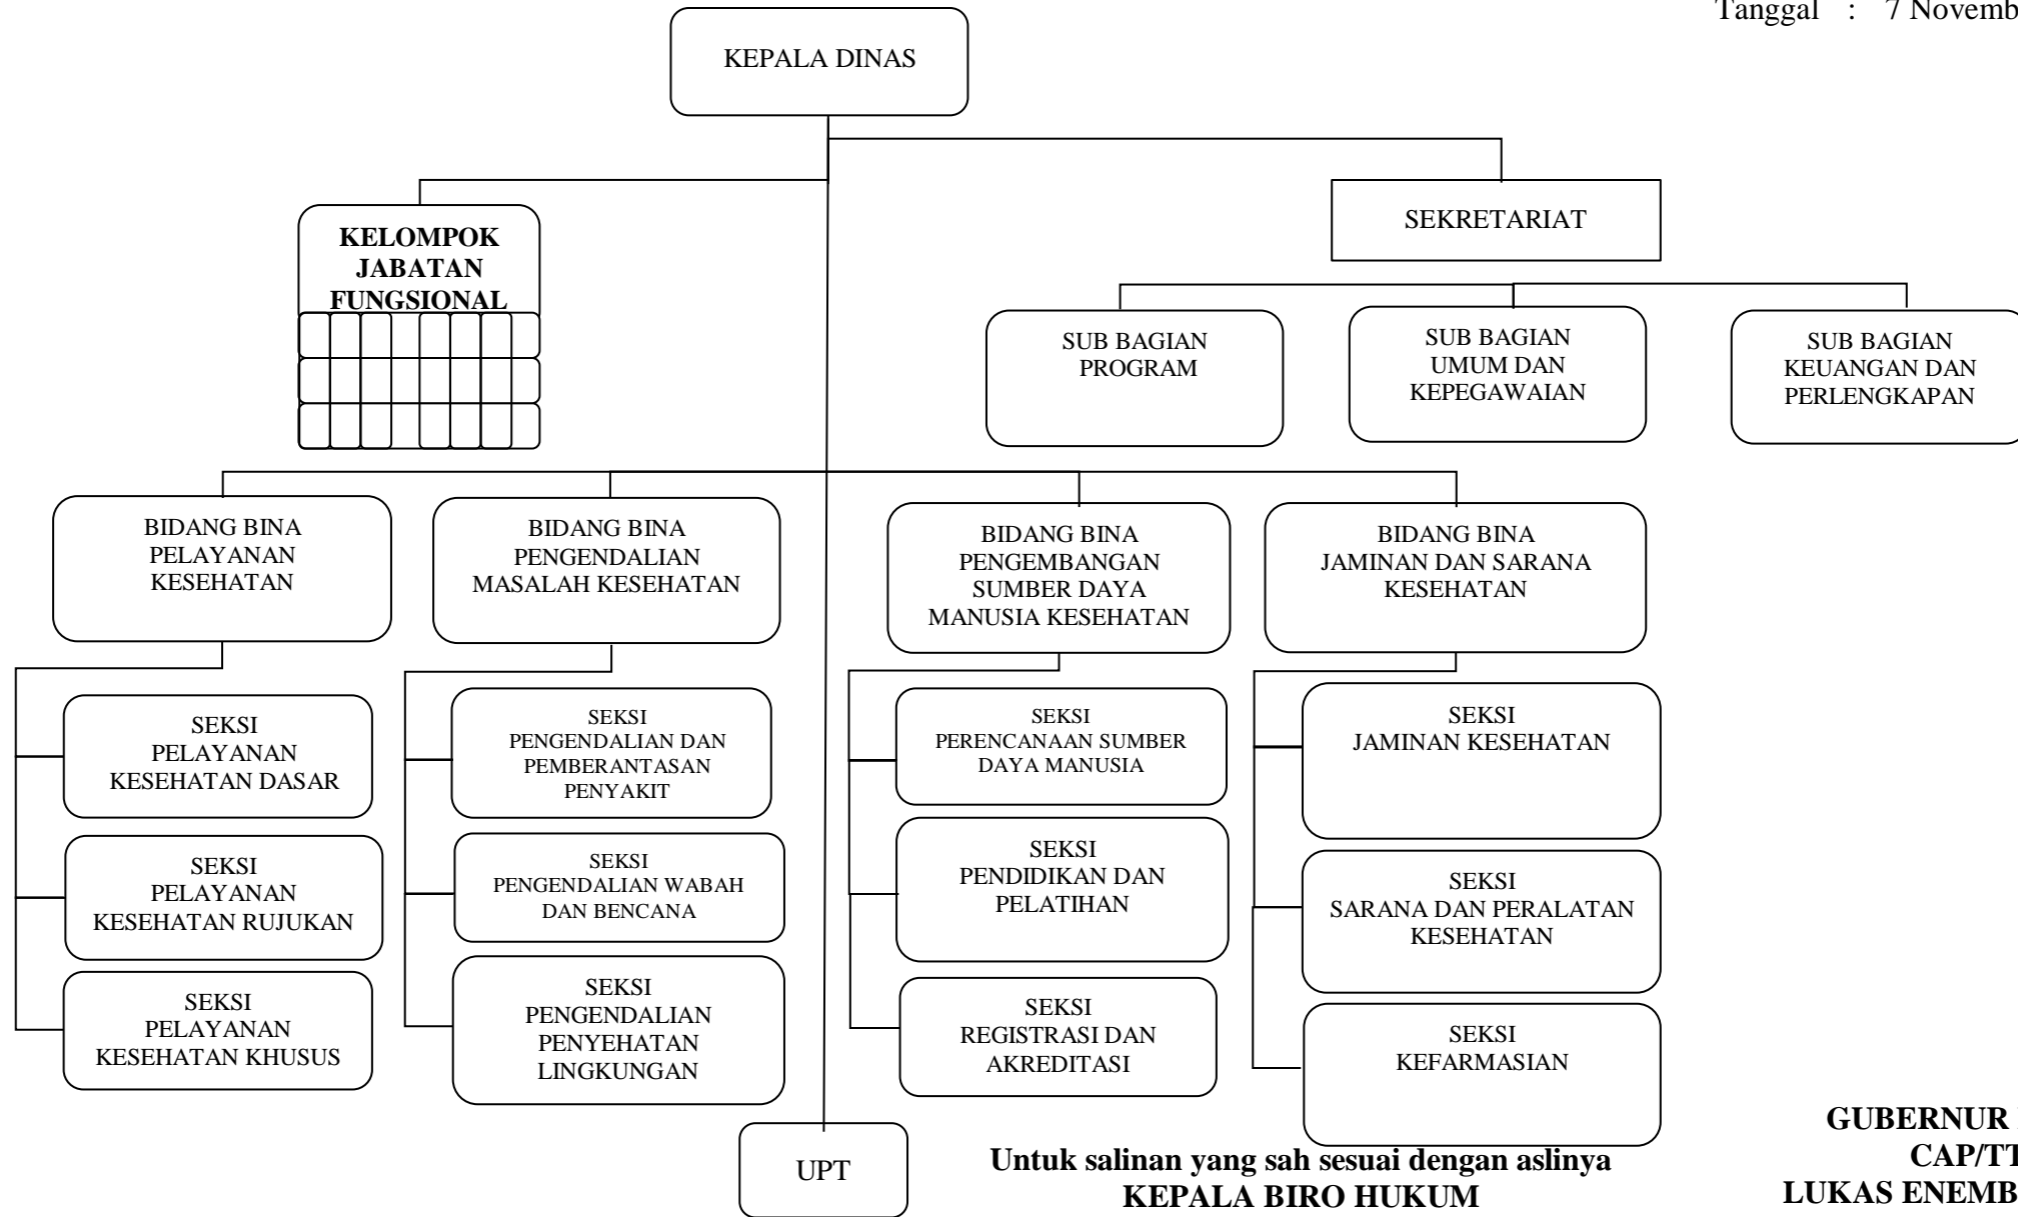 Tanggal : 7 Novemb
KEPALA DINAS
KELOMPOK
JABATAN
FUNGSIONAL
SEKRETARIAT
SUB BAGIAN
PROGRAM
SUB BAGIAN
UMUM DAN
KEPEGAWAIAN
SUB BAGIAN
KEUANGAN DAN
PERLENGKAPAN
BIDANG BINA
PELAYANAN
KESEHATAN
BIDANG BINA
PENGENDALIAN
MASALAH KESEHATAN
BIDANG BINA
PENGEMBANGAN
SUMBER DAYA
MANUSIA KESEHATAN
BIDANG BINA
JAMINAN DAN SARANA
KESEHATAN
SEKSI
PELAYANAN
KESEHATAN DASAR
SEKSI
PENGENDALIAN DAN
PEMBERANTASAN
PENYAKIT
SEKSI
PERENCANAAN SUMBER
DAYA MANUSIA
SEKSI
JAMINAN KESEHATAN
SEKSI
PELAYANAN
KESEHATAN RUJUKAN
SEKSI
PENGENDALIAN WABAH
DAN BENCANA
SEKSI
PENDIDIKAN DAN
PELATIHAN
SEKSI
SARANA DAN PERALATAN
KESEHATAN
SEKSI
PELAYANAN
KESEHATAN KHUSUS
SEKSI
PENGENDALIAN
PENYEHATAN
LINGKUNGAN
SEKSI
REGISTRASI DAN
AKREDITASI
SEKSI
KEFARMASIAN
UPT
Untuk salinan yang sah sesuai dengan aslinya
KEPALA BIRO HUKUM
GUBERNUR
CAP/TT
LUKAS ENEMB